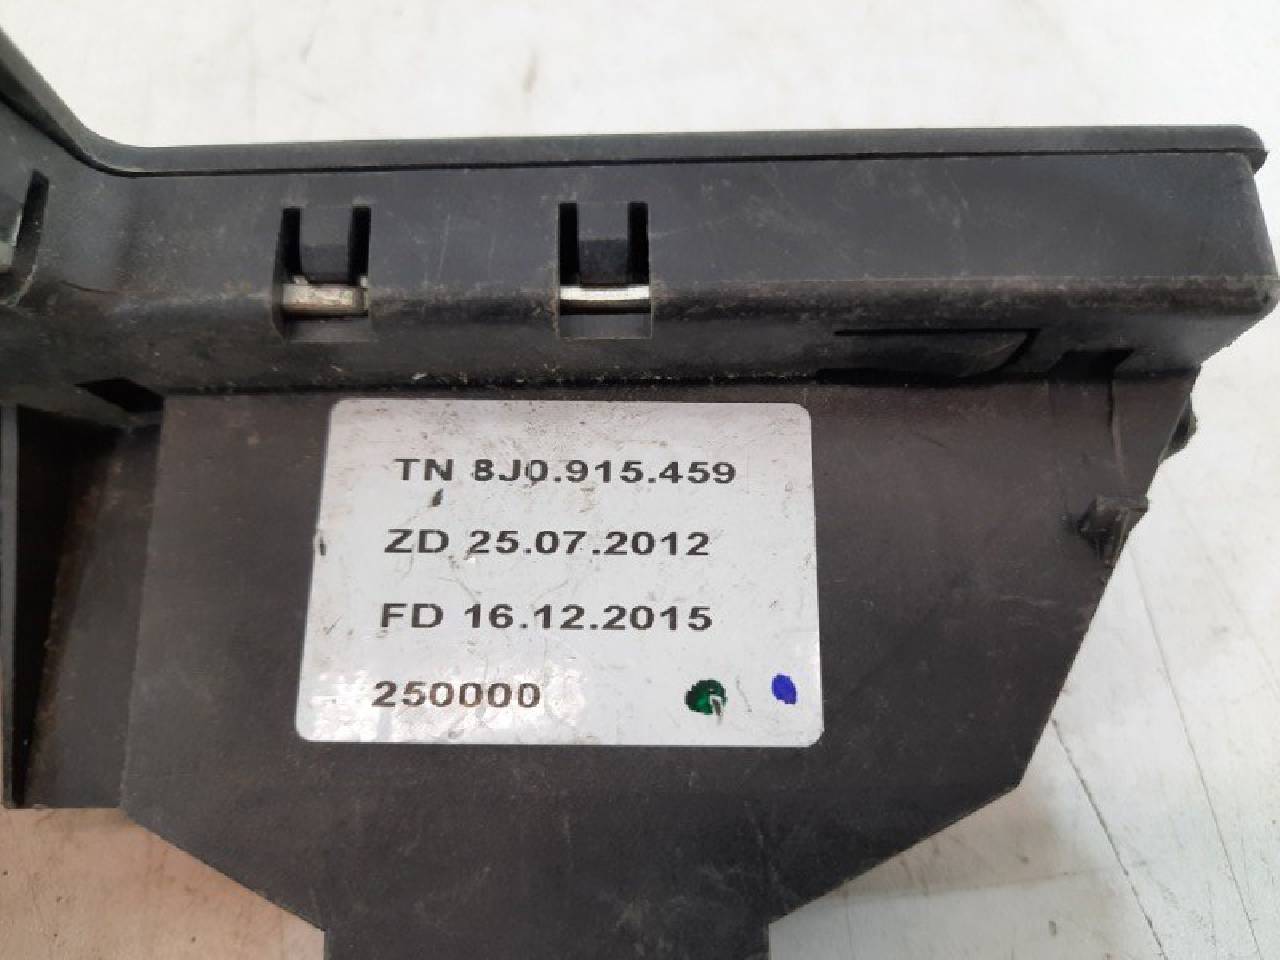 TN 8J0.915.459
ZD 25.07.2012
FD 16.12.2015
250000